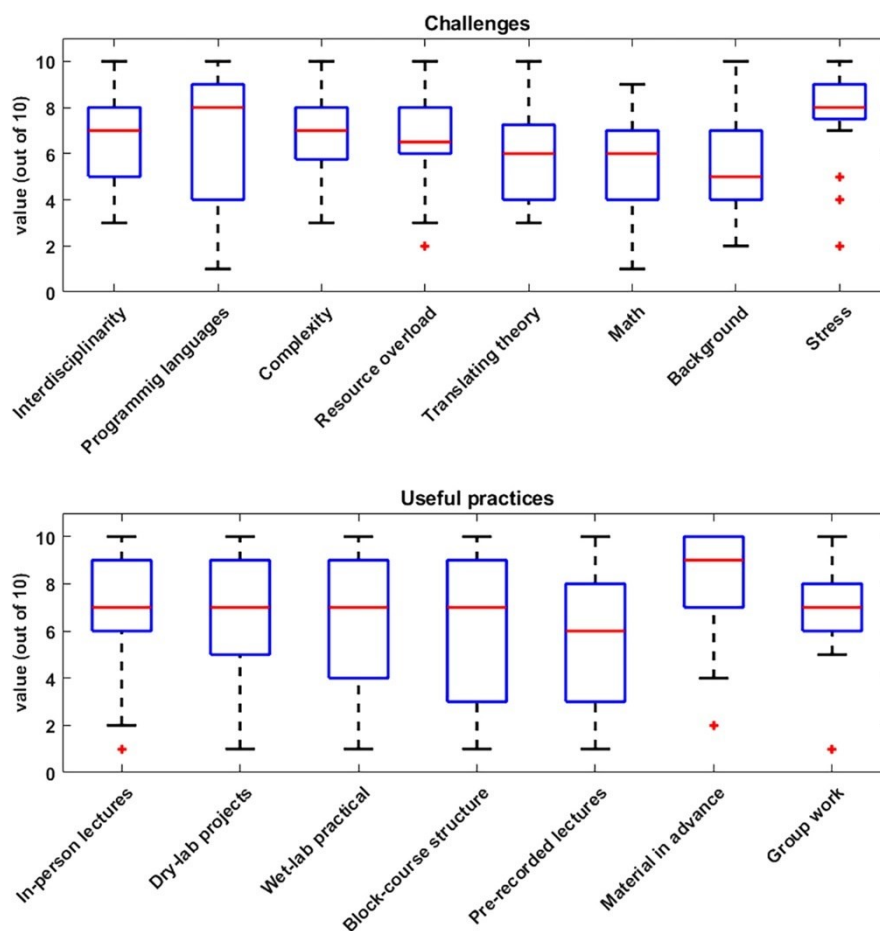 Challenges
value (out of 10)
10
8
6
4
2
0
Interdisciplinarity
Programmig languages
Complexity
Resource overload
Translating theory
Math
Background
Stress
Useful practices
value (out of 10)
10
8
6
4
2
0
In-person lectures
Dry-lab projects
Wet-lab practical
Block-course structure
Pre-recorded lectures
Material in advance
Group work